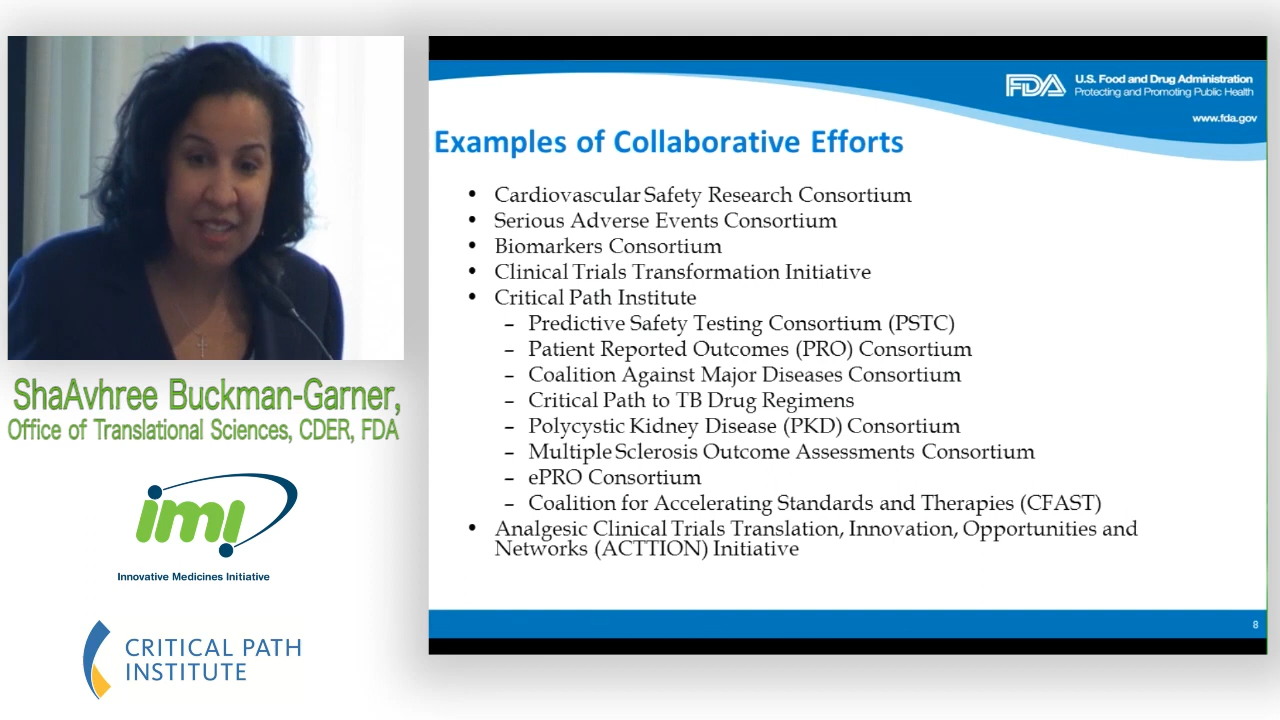 ShaAvhree Buckman-Garner,
Office of Translational Sciences, CDER, FDA
imi
Innovative Medicines Initiative
CRITICAL PATH
INSTITUTE
FDA
U.S. Food and Drug Administration
Protecting and Promoting Public Health
www.fda.gov
Examples of Collaborative Efforts
• Cardiovascular Safety Research Consortium
• Serious Adverse Events Consortium
• Biomarkers Consortium
• Clinical Trials Transformation Initiative
• Critical Path Institute
– Predictive Safety Testing Consortium (PSTC)
– Patient Reported Outcomes (PRO) Consortium
– Coalition Against Major Diseases Consortium
– Critical Path to TB Drug Regimens
– Polycystic Kidney Disease (PKD) Consortium
– Multiple Sclerosis Outcome Assessments Consortium
– ePRO Consortium
– Coalition for Accelerating Standards and Therapies (CFAST)
• Analgesic Clinical Trials Translation, Innovation, Opportunities and
Networks (ACTTION) Initiative
8